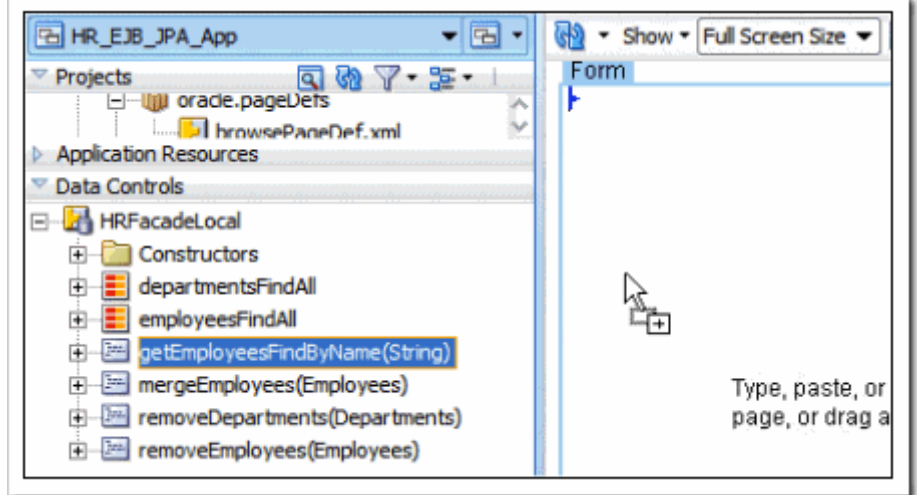 HR_EJB_JPA_App
Projects
oracle.pageDefs
browsePageDef.xml
Application Resources
Data Controls
HRFacadeLocal
Constructors
departmentsFindAll
employeesFindAll
getEmployeesFindByName(String)
mergeEmployees(Employees)
removeDepartments(Departments)
removeEmployees(Employees)
Show
Full Screen Size
Form
Type, paste, or
page, or drag a